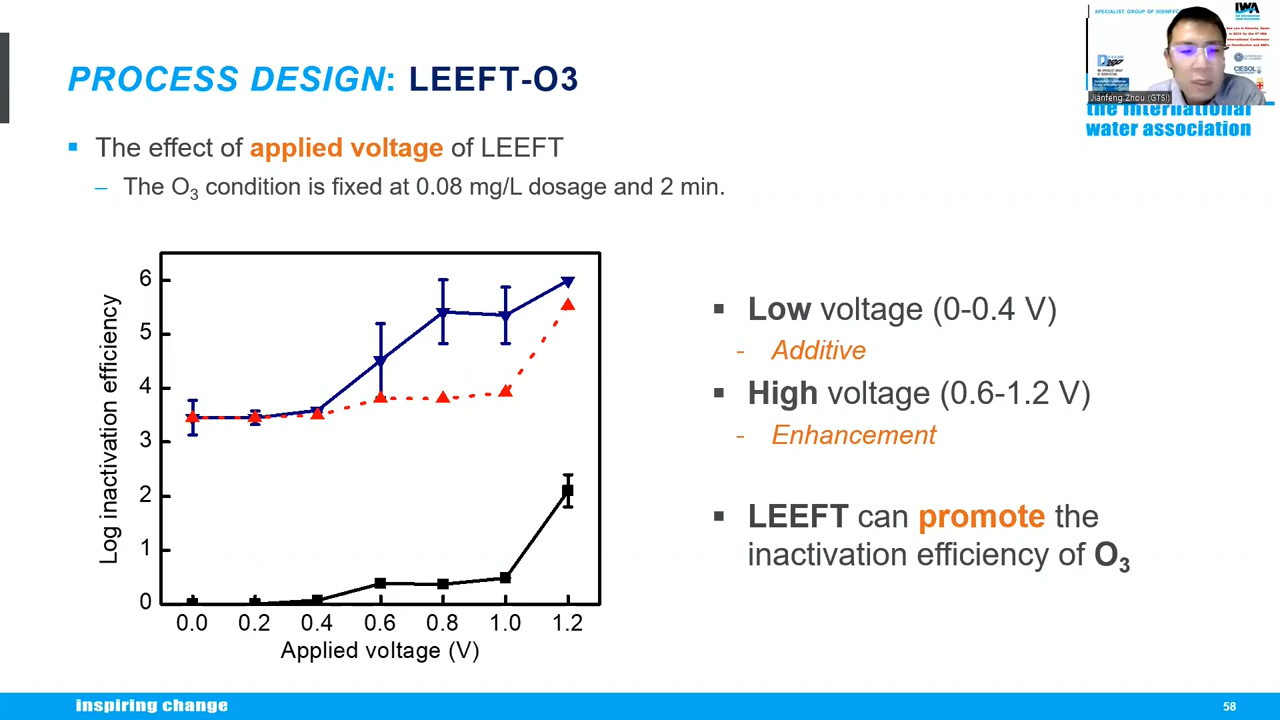 SPECIALIST GROUP OF DISINFE
IWA
PROCESS DESIGN: LEEFT-O3
CIESOL
Jianfeng Zhou (GTSI)
the international
water association
The effect of applied voltage of LEEFT
– The O3 condition is fixed at 0.08 mg/L dosage and 2 min.
Log inactivation efficiency
6
5
4
3
2
1
0
0.0 0.2 0.4 0.6 0.8 1.0 1.2
Applied voltage (V)
Low voltage (0-0.4 V)
- Additive
High voltage (0.6-1.2 V)
- Enhancement
LEEFT can promote the
inactivation efficiency of O3
inspiring change
58